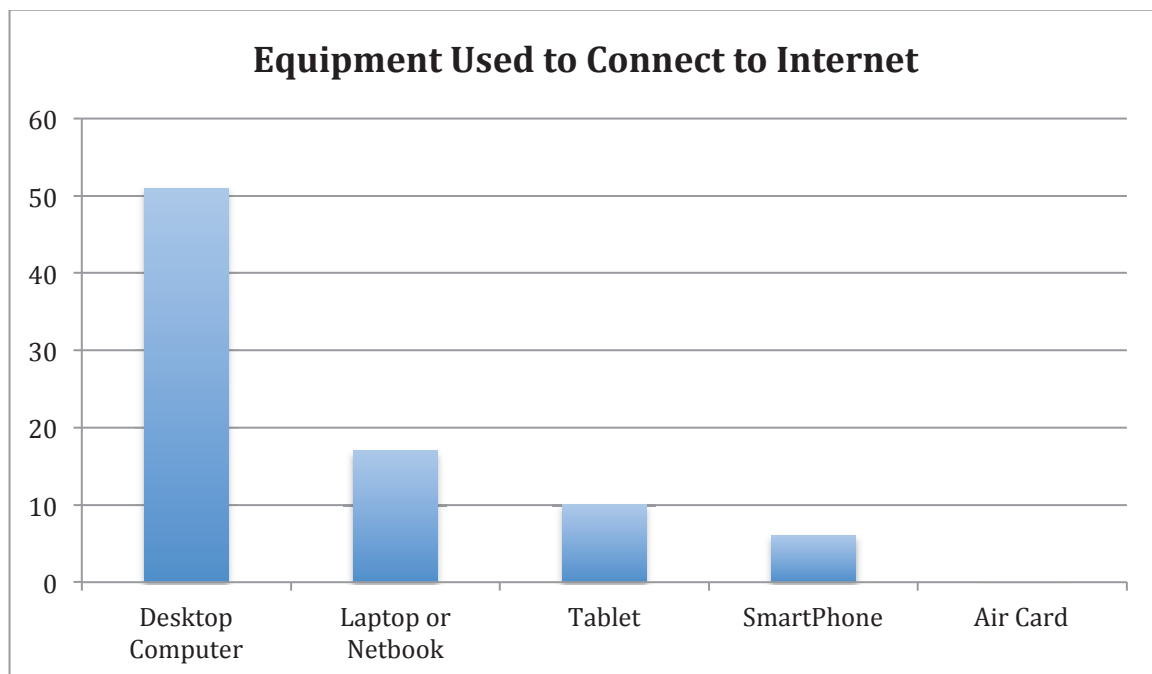 Equipment Used to Connect to Internet
60
50
40
30
20
10
0
Desktop
Computer
Laptop or
Netbook
Tablet
SmartPhone
Air Card